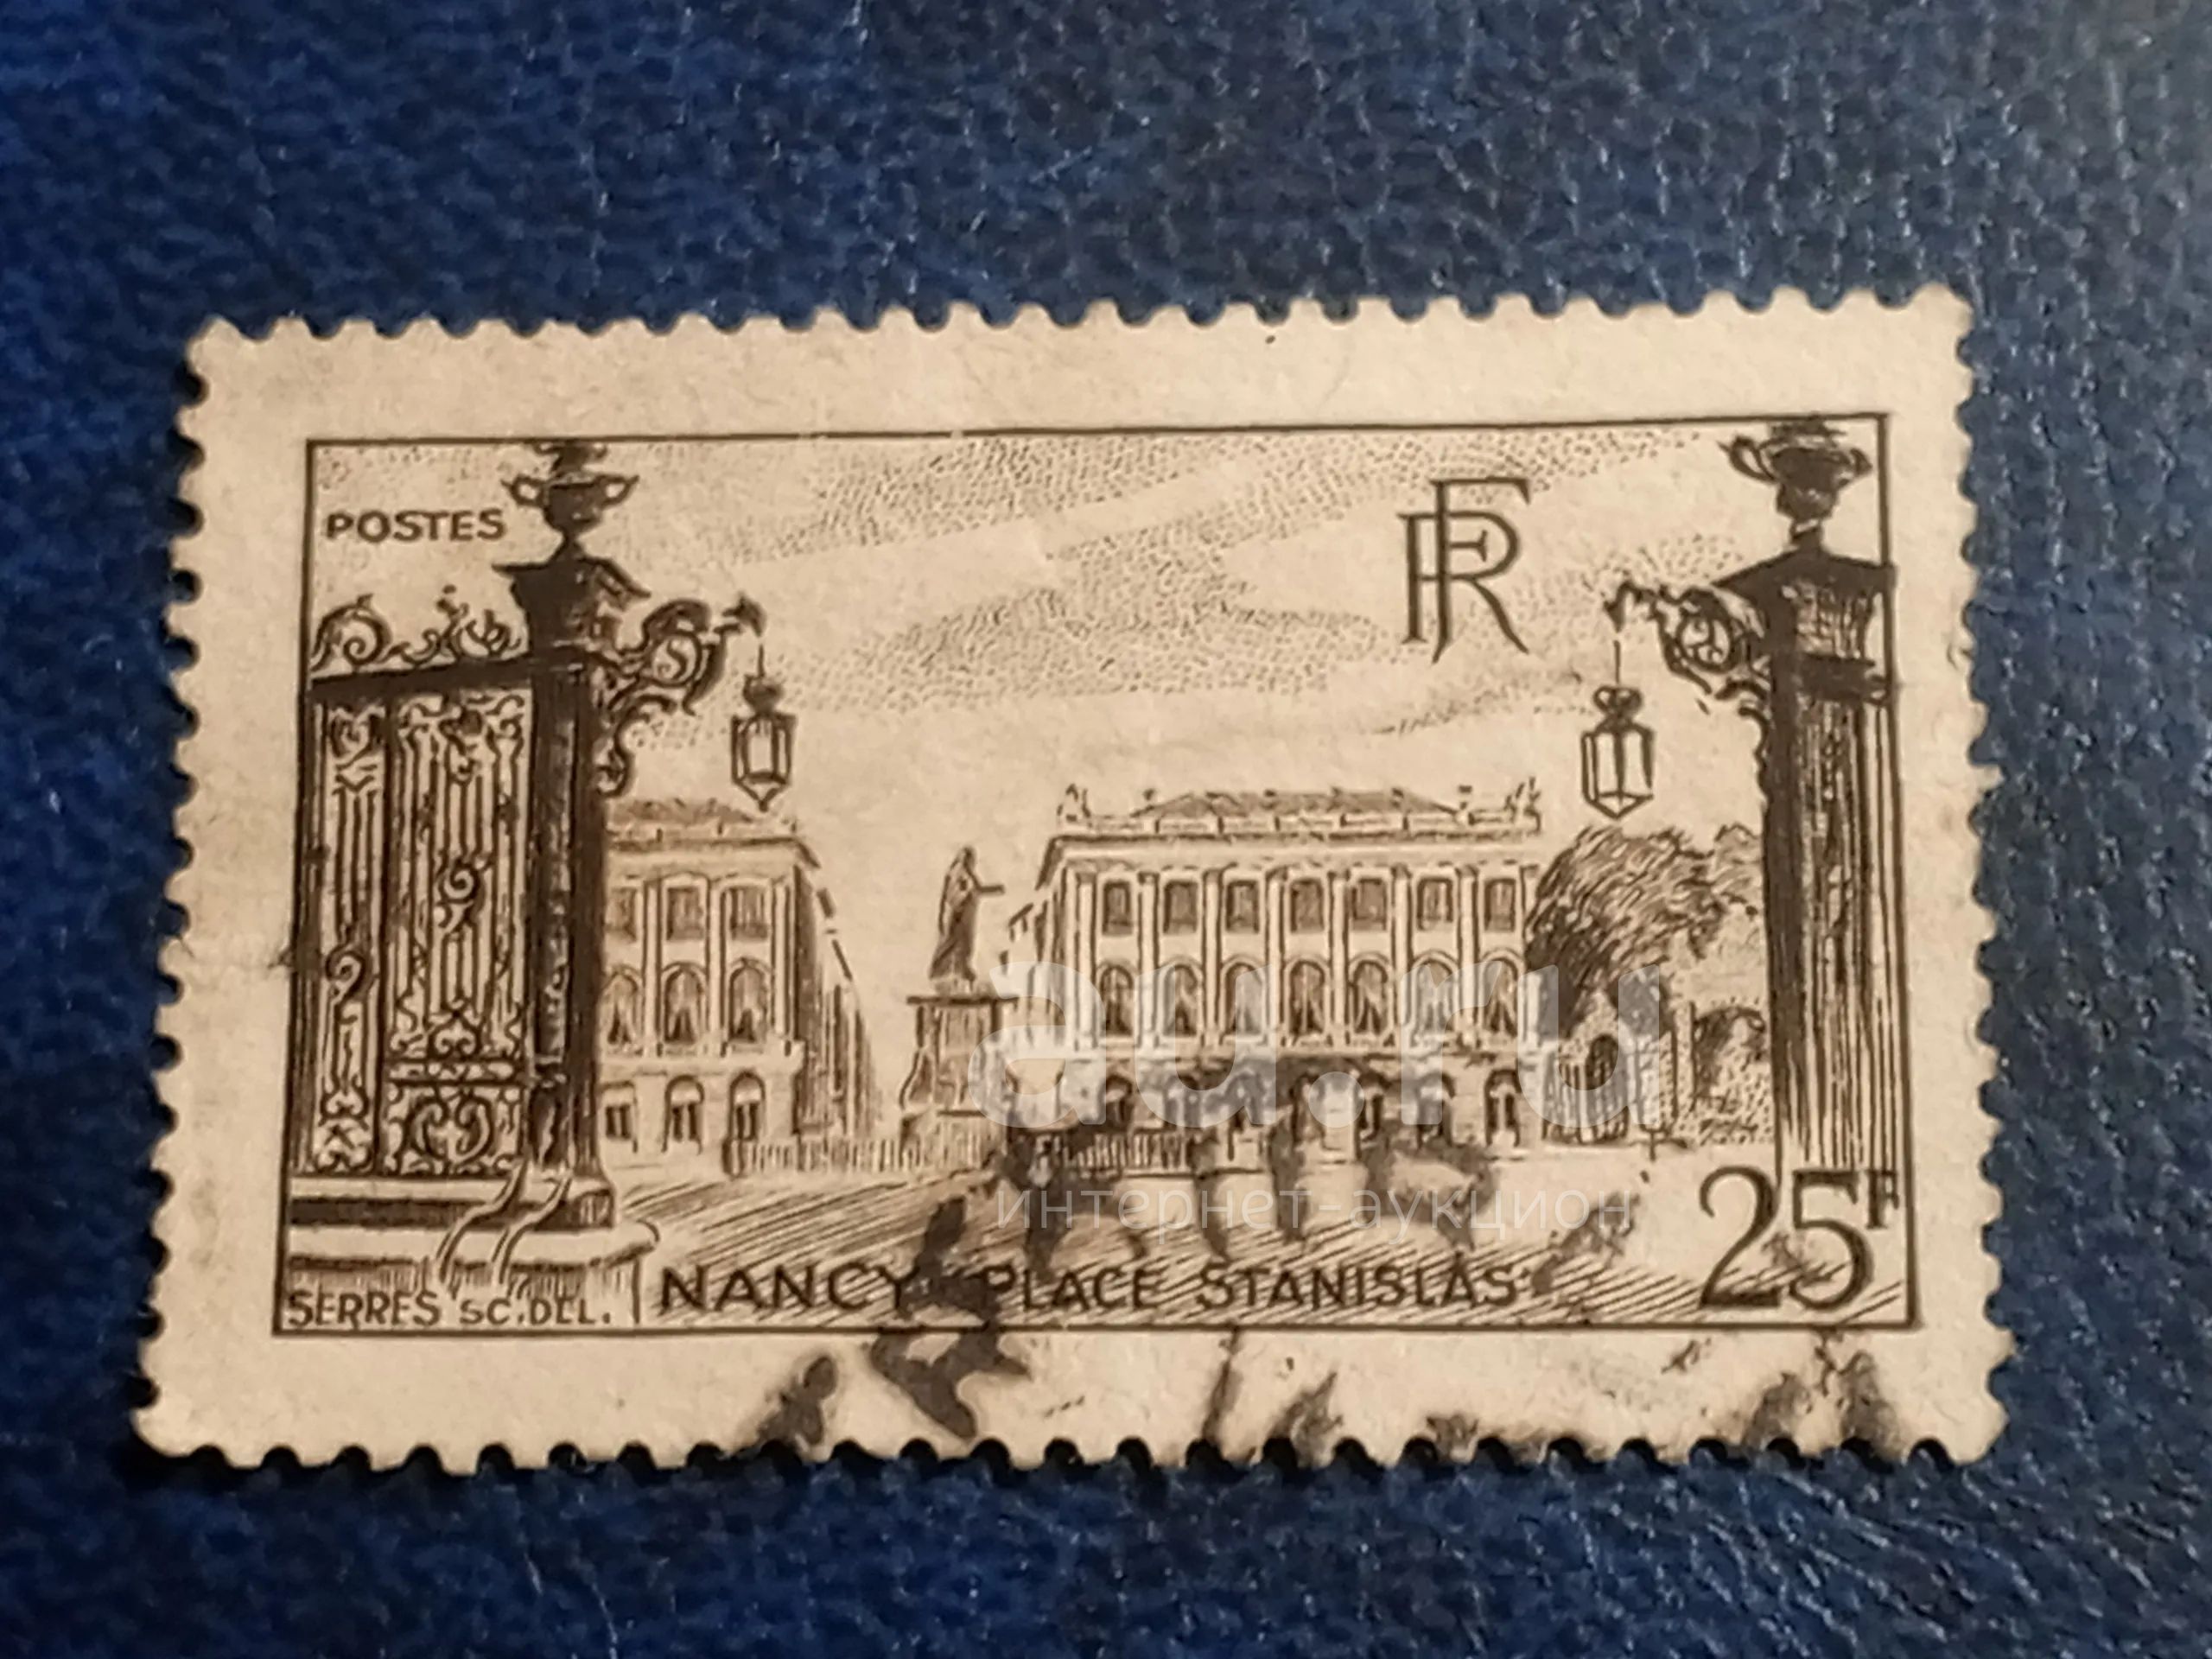 POSTES
RF
au.ru
интернет-аукцион
25F
SERRES SC.DEL.
NANCY PLACE STANISLAS